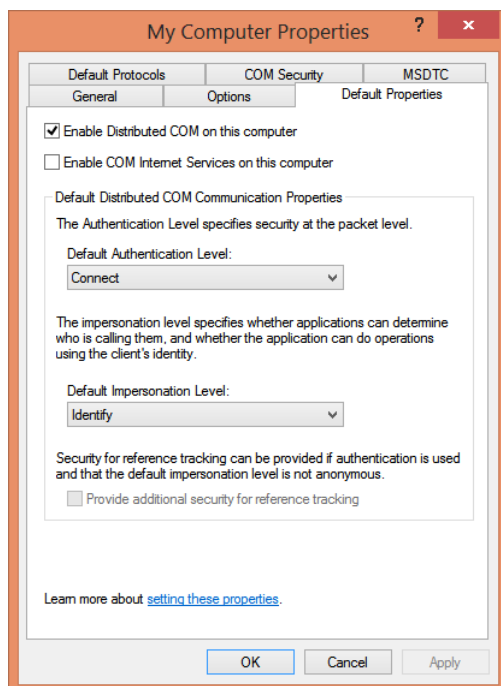 My Computer Properties
?
×
Default Protocols
COM Security
MSDTC
General
Options
Default Properties
Enable Distributed COM on this computer
Enable COM Internet Services on this computer
Default Distributed COM Communication Properties
The Authentication Level specifies security at the packet level.
Default Authentication Level:
Connect
The impersonation level specifies whether applications can determine
who is calling them, and whether the application can do operations
using the client's identity.
Default Impersonation Level:
Identify
Security for reference tracking can be provided if authentication is used
and that the default impersonation level is not anonymous.
Provide additional security for reference tracking
Learn more about setting these properties.
OK
Cancel
Apply